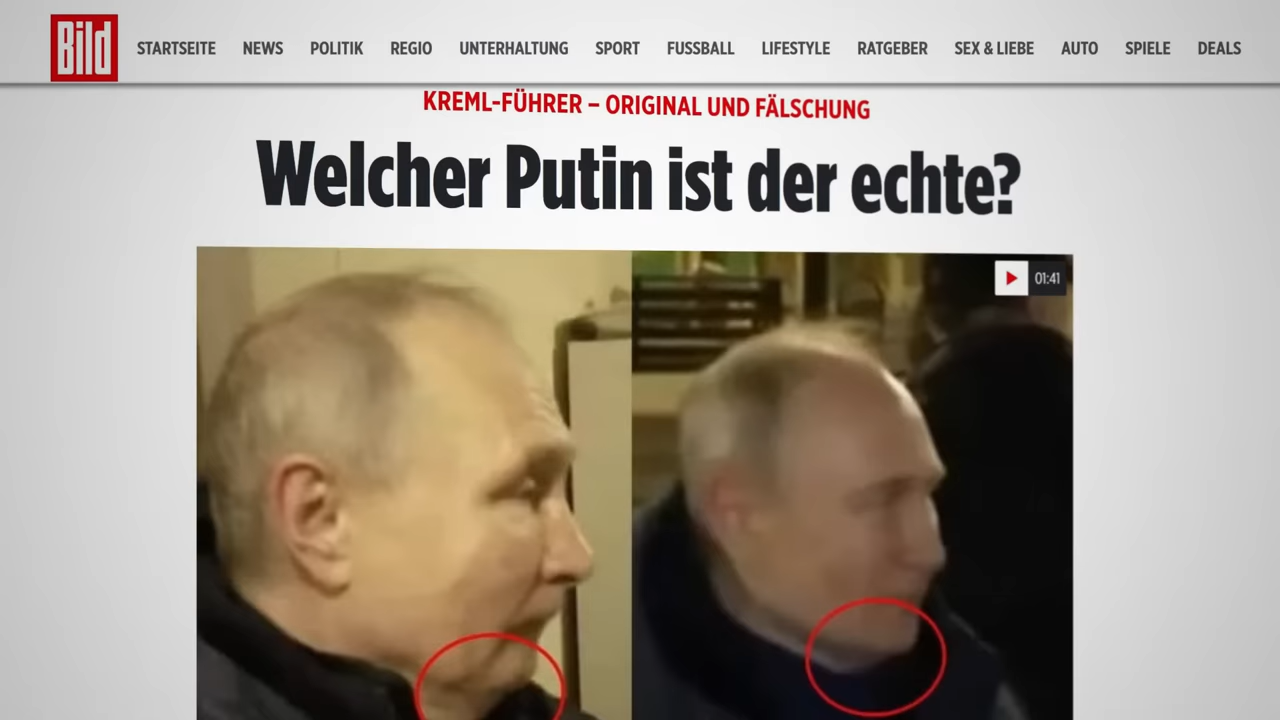 Bild
STARTSEITE NEWS POLITIK REGIO UNTERHALTUNG SPORT FUSSBALL LIFESTYLE RATGEBER SEX & LIEBE AUTO SPIELE DEALS
KREML-FÜHRER – ORIGINAL UND FÄLSCHUNG
Welcher Putin ist der echte?
01:41